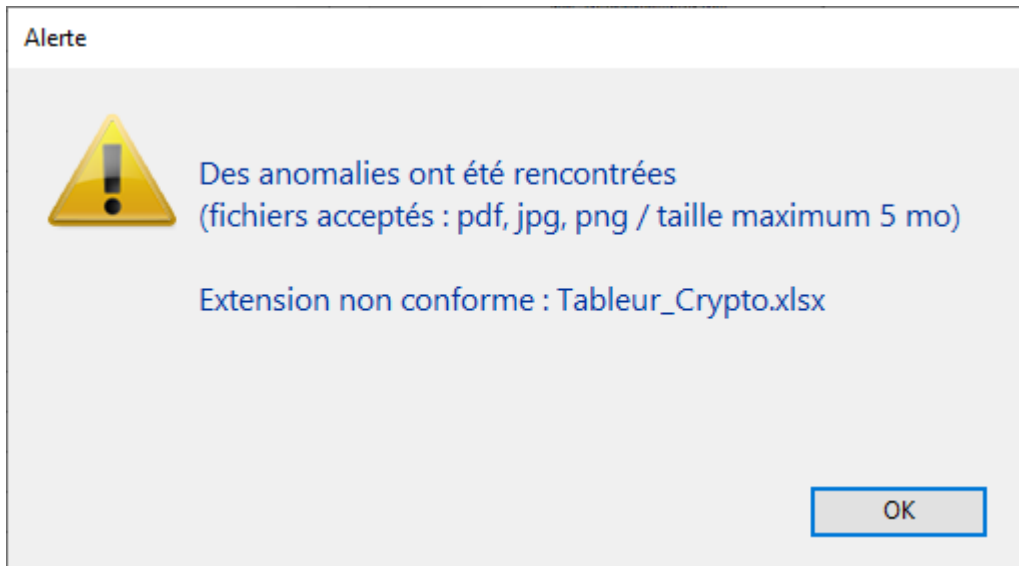 Alerte
Des anomalies ont été rencontrées
(fichiers acceptés : pdf, jpg, png / taille maximum 5 mo)
Extension non conforme : Tableur_Crypto.xlsx
OK